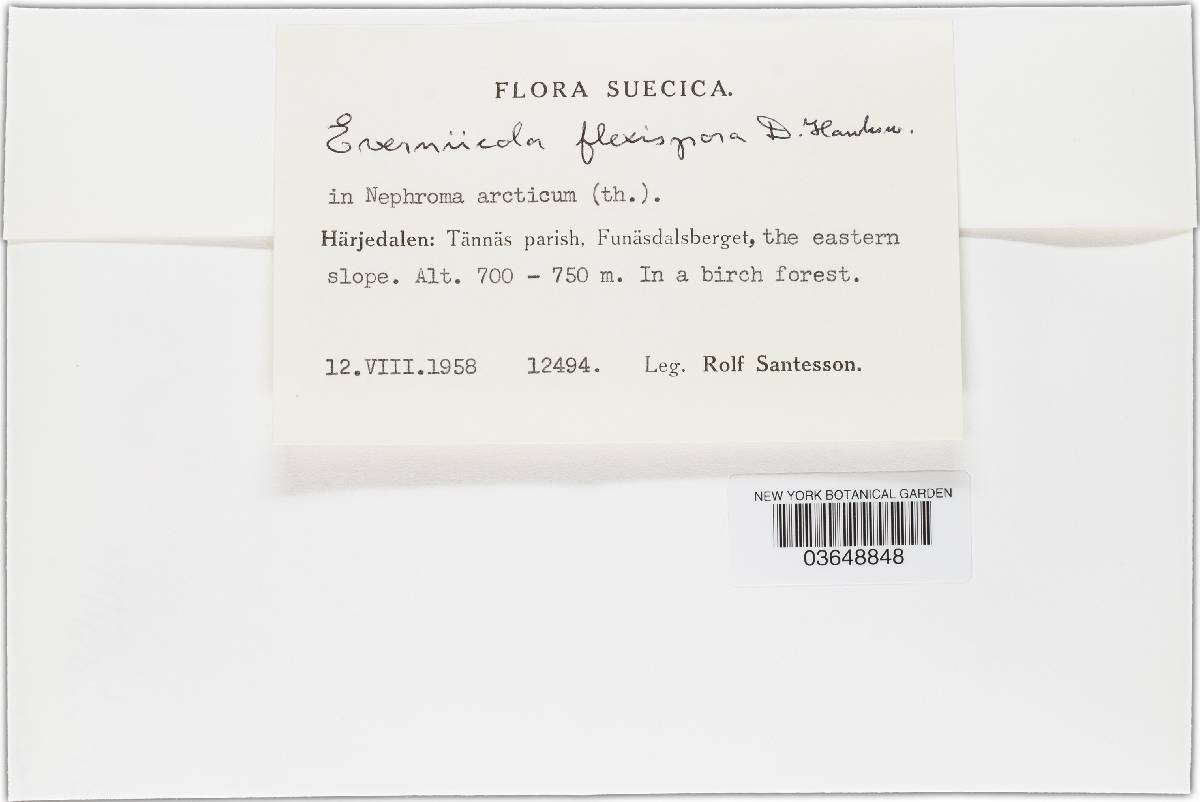 FLORA SUECICA.
Everniicola flexispora D. Hawksw.
in Nephroma arcticum (th.).
Härjedalen: Tännäs parish, Funäsdalsberget, the eastern
slope. Alt. 700 - 750 m. In a birch forest.
12.VIII.1958 12494. Leg. Rolf Santesson.
NEW YORK BOTANICAL GARDEN
03648848